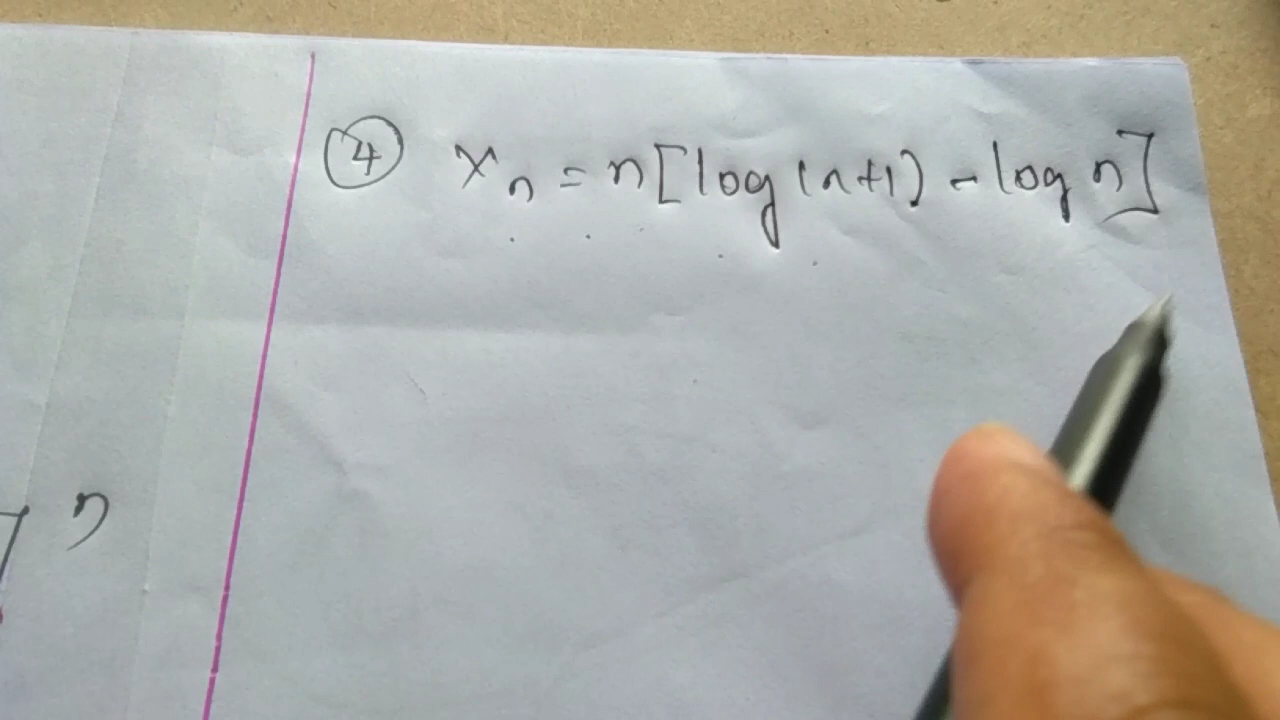 ④ xn = n[log(n+1) - log n]
n